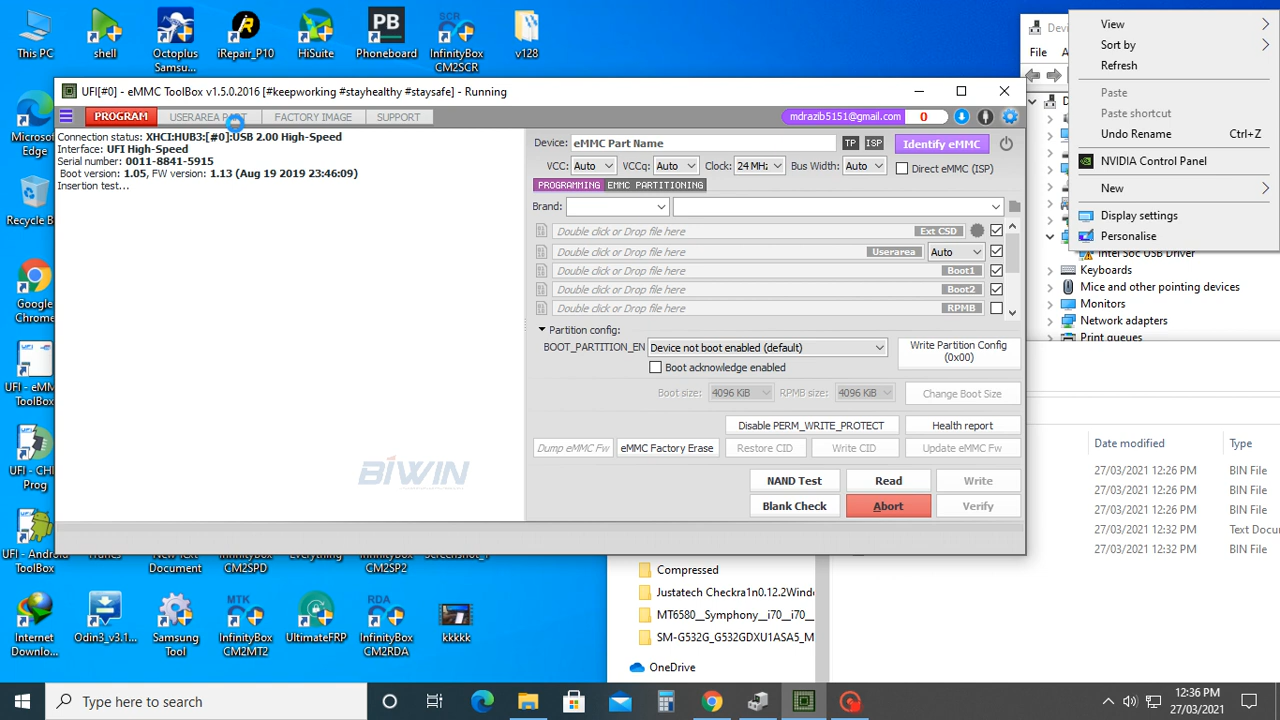 This PC
shell
Octoplus
Samsu...
iRepair_P10
HiSuite
PB
Phoneboard
SCR
InfinityBox
CM2SCR
v128
Microsoft
Edge
Recycle B
Google
Chrome
UFI - eMM
ToolBox
UFI - CHI
Prog
UFI - Android
ToolBox
New Text
Document
InfinityBox
CM2SPD
Everything
InfinityBox
CM2SP2
Screenshot_1
Internet
Downlo...
Odin3_v3.1...
Samsung
Tool
MTK
InfinityBox
CM2MT2
UltimateFRP
RDA
InfinityBox
CM2RDA
kkkkk
UFI[#0] - eMMC ToolBox v1.5.0.2016 [#keepworking #stayhealthy #staysafe] - Running
PROGRAM
USERAREA PART
FACTORY IMAGE
SUPPORT
mdrazib5151@gmail.com
0
Connection status: XHCI:HUB3:[#0]:USB 2.00 High-Speed
Interface: UFI High-Speed
Serial number: 0011-8841-5915
Boot version: 1.05, FW version: 1.13 (Aug 19 2019 23:46:09)
Insertion test...
BIWIN
Device: eMMC Part Name TP ISP Identify eMMC
VCC: Auto VCCq: Auto Clock: 24 MHz Bus Width: Auto Direct eMMC (ISP)
PROGRAMMING EMMC PARTITIONING
Brand:
Double click or Drop file here Ext CSD
Double click or Drop file here Userarea Auto
Double click or Drop file here Boot1
Double click or Drop file here Boot2
Double click or Drop file here RPMB
Partition config:
BOOT_PARTITION_EN Device not boot enabled (default)
Write Partition Config
(0x00)
Boot acknowledge enabled
Boot size: 4096 KiB RPMB size: 4096 KiB Change Boot Size
Disable PERM_WRITE_PROTECT Health report
Dump eMMC Fw eMMC Factory Erase Restore CID Write CID Update eMMC Fw
NAND Test Read Write
Blank Check Abort Verify
Devi
File A
View
Sort by
Refresh
Paste
Paste shortcut
Undo Rename Ctrl+Z
NVIDIA Control Panel
New
Display settings
Personalise
Intel Soc USB Driver
Keyboards
Mice and other pointing devices
Monitors
Network adapters
Print queues
Date modified Type
27/03/2021 12:26 PM BIN File
27/03/2021 12:26 PM BIN File
27/03/2021 12:26 PM BIN File
27/03/2021 12:32 PM Text Docu
27/03/2021 12:32 PM BIN File
Compressed
Justatech Checkra1n0.12.2Windo
MT6580__Symphony__i70__i70_
SM-G532G_G532GDXU1ASA5_M
OneDrive
Type here to search
12:36 PM
27/03/2021